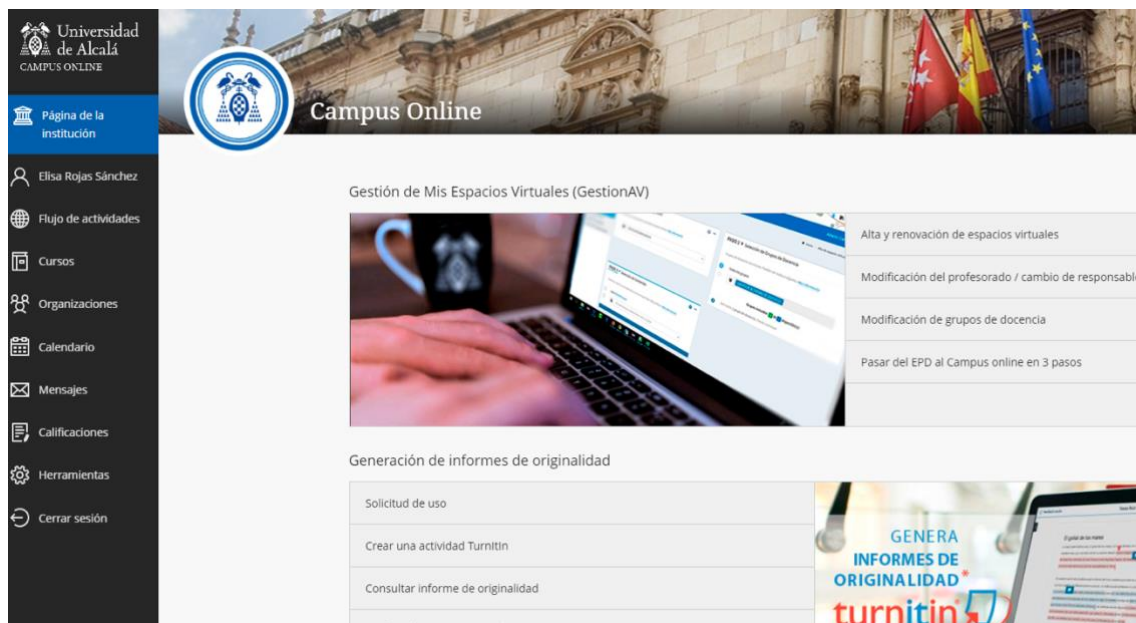 Universidad
de Alcalá
CAMPUS ONLINE
Página de la
institución
Elisa Rojas Sánchez
Flujo de actividades
Cursos
Organizaciones
Calendario
Mensajes
Calificaciones
Herramientas
Cerrar sesión
Campus Online
Gestión de Mis Espacios Virtuales (GestionAV)
Alta y renovación de espacios virtuales
Modificación del profesorado / cambio de responsable
Modificación de grupos de docencia
Pasar del EPD al Campus online en 3 pasos
Generación de informes de originalidad
Solicitud de uso
Crear una actividad TurnItIn
Consultar informe de originalidad
GENERA
INFORMES DE
ORIGINALIDAD*
turnitin